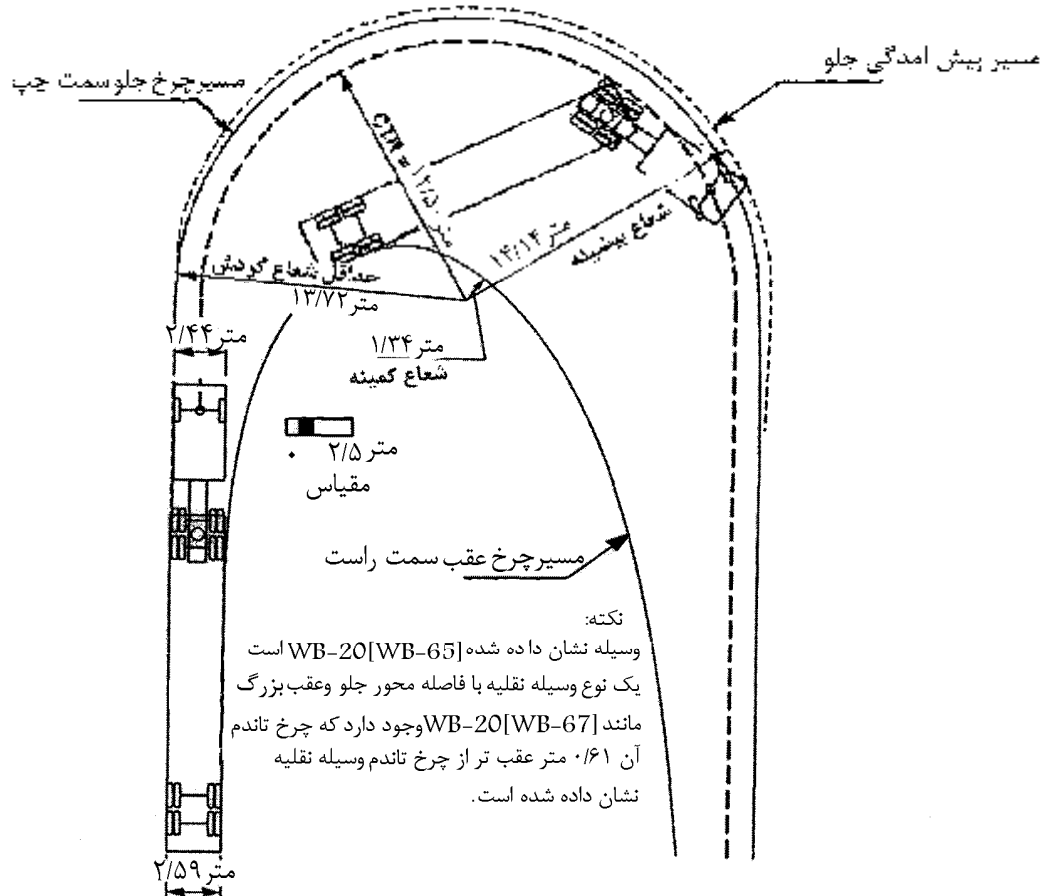 مسیر پیش امدگی جلو
مسیرچرخ جلو سمت چپ
CTR = ۱۲/۵ متر
۱۴/۱۴ متر
شعاع بیشینه
حداقل شعاع گردش
۱۳/۷۲ متر
۲/۴۴ متر
۱/۳۴ متر
شعاع کمینه
۲/۵ متر ۰
مقیاس
مسیرچرخ عقب سمت راست
نکته:
وسیله نشان داده شده WB-20[WB-65] است
یک نوع وسیله نقلیه با فاصله محور جلو وعقب بزرگ
مانند WB-20[WB-67] وجود دارد که چرخ تاندم
آن ۰/۶۱ متر عقب تر از چرخ تاندم وسیله نقلیه
نشان داده شده است.
۲/۵۹ متر